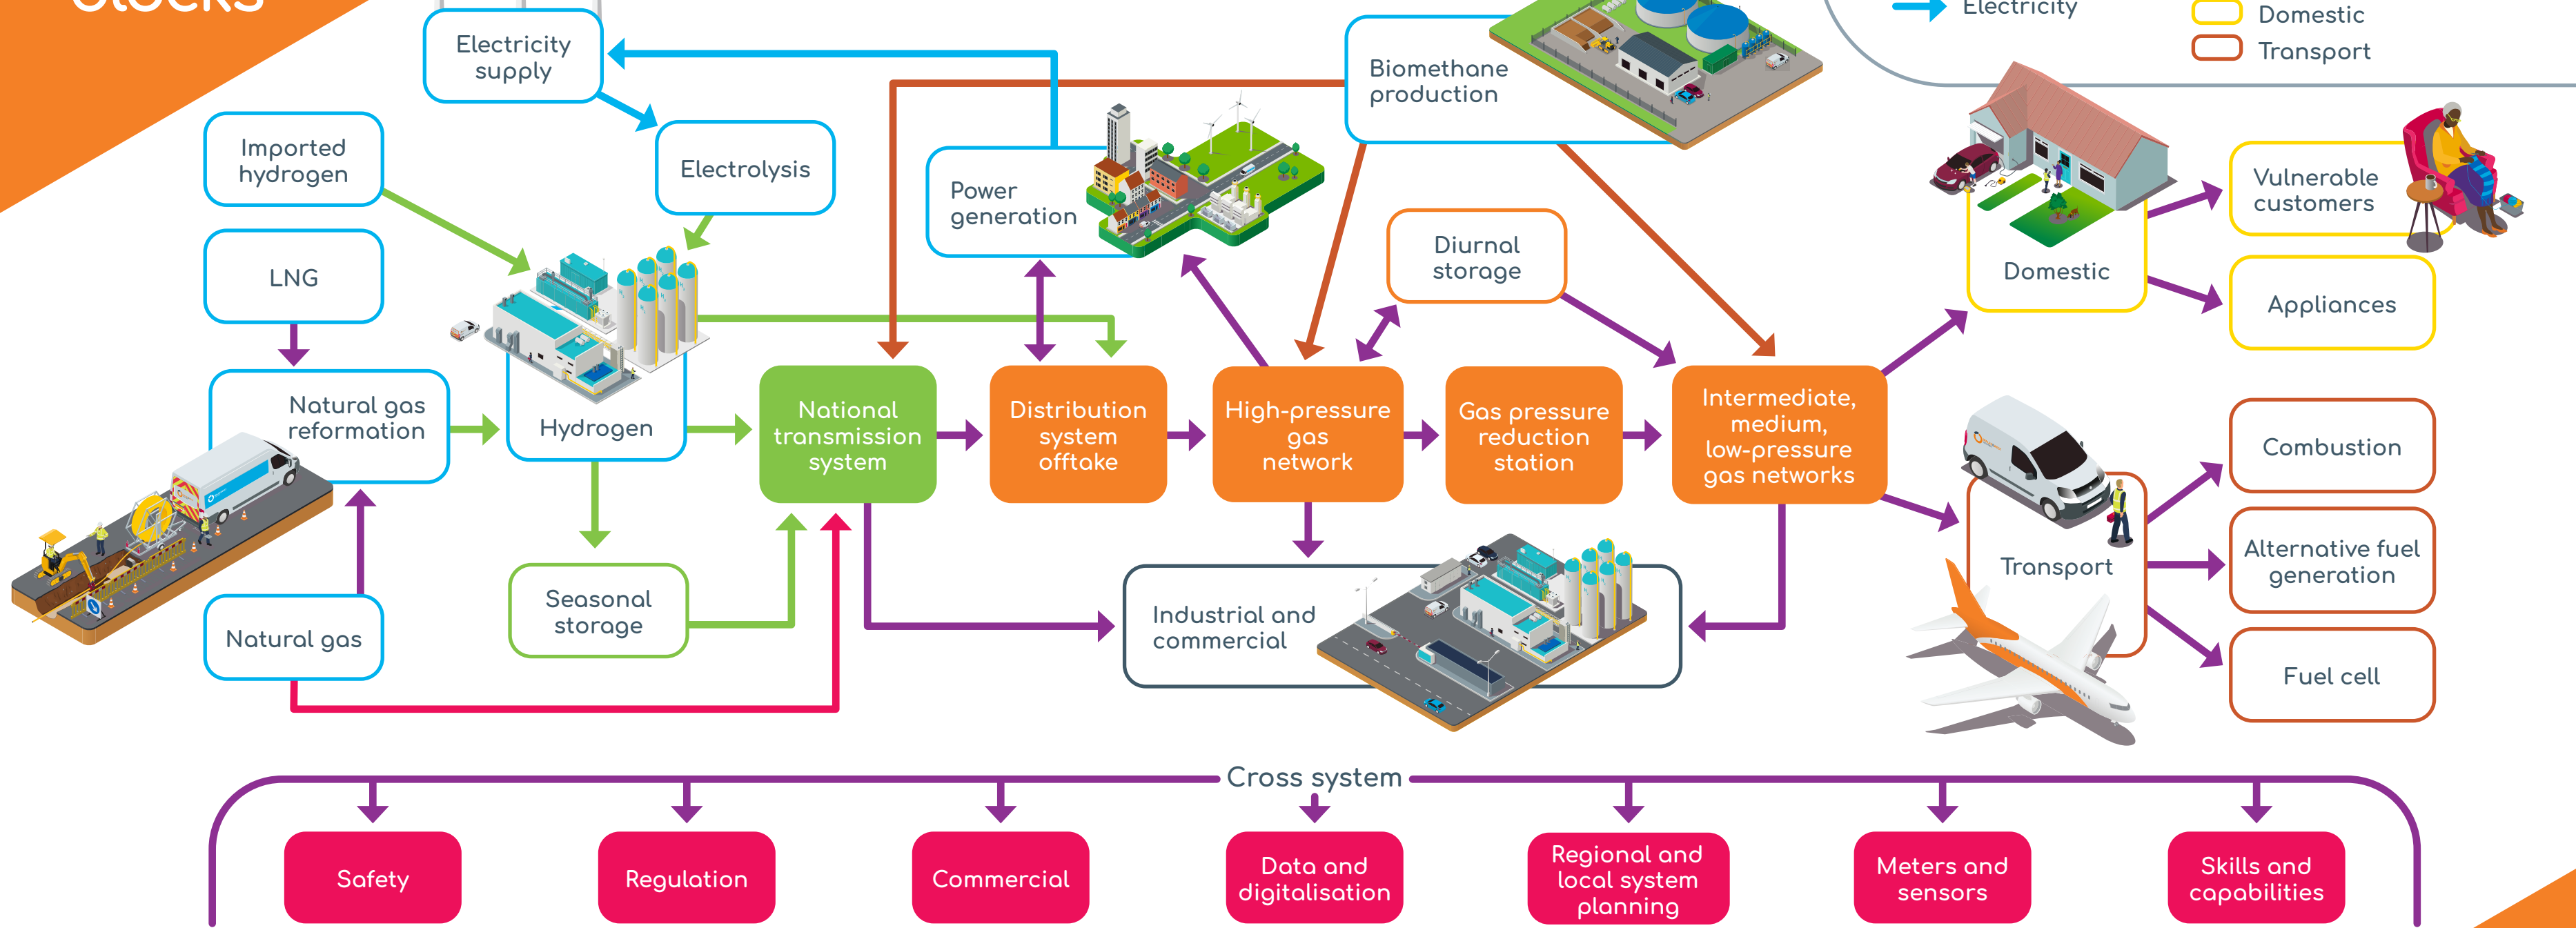 blocks
Electricity
Domestic
Transport
Electricity
supply
Biomethane
production
Imported
hydrogen
Electrolysis
Power
generation
Vulnerable
customers
LNG
Diurnal
storage
Domestic
Appliances
Natural gas
reformation
Hydrogen
National
transmission
system
Distribution
system
offtake
High-pressure
gas
network
Gas pressure
reduction
station
Intermediate,
medium,
low-pressure
gas networks
Combustion
Transport
Alternative fuel
generation
Seasonal
storage
Industrial and
commercial
Natural gas
Fuel cell
Cross system
Safety
Regulation
Commercial
Data and
digitalisation
Regional and
local system
planning
Meters and
sensors
Skills and
capabilities